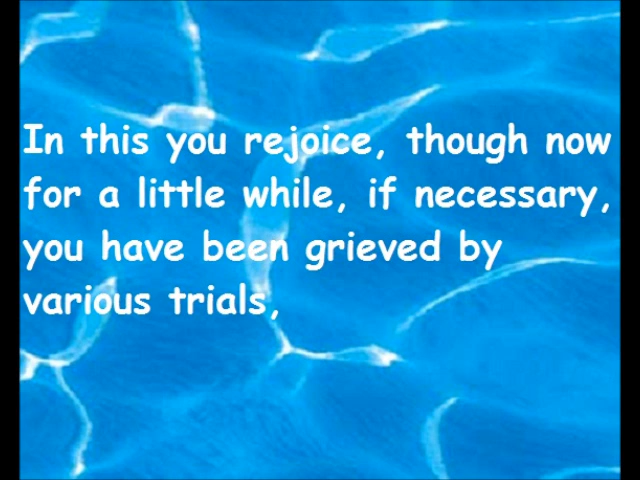 In this you rejoice, though now
for a little while, if necessary,
you have been grieved by
various trials,